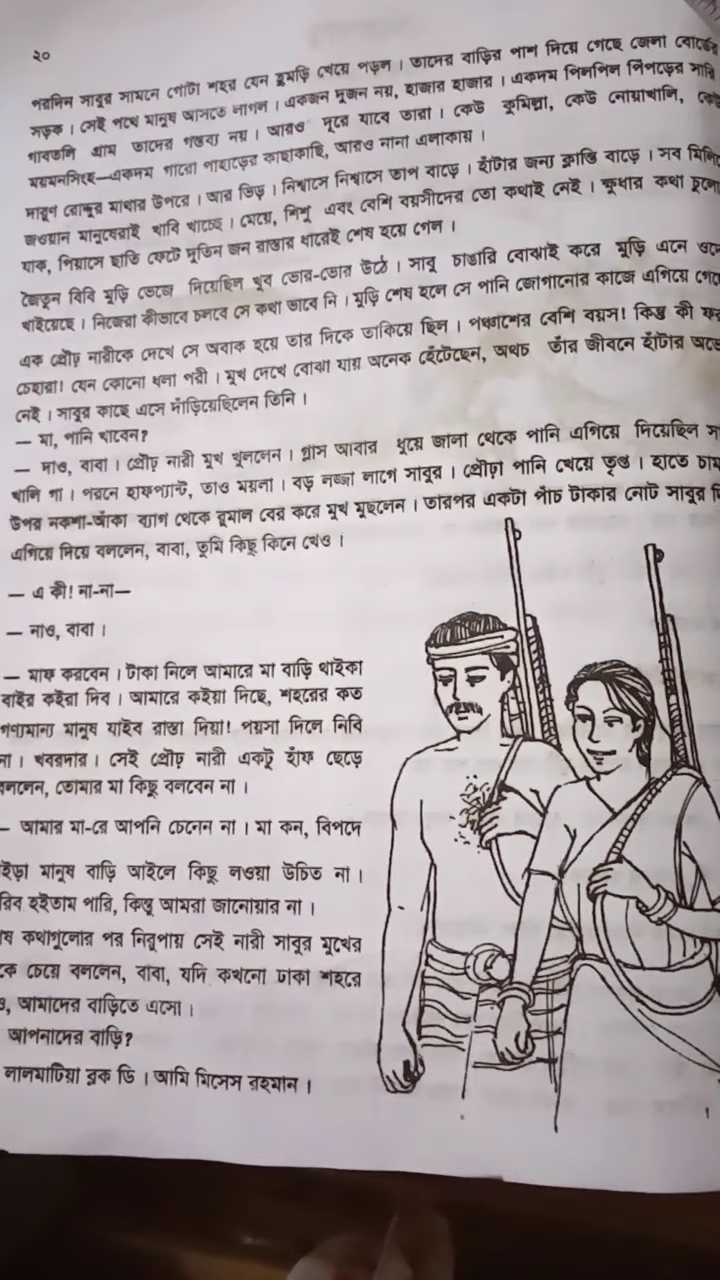 ২০
পরদিন সাবুর সামনে গোটা শহর যেন হুমড়ি খেয়ে পড়ল। তাদের বাড়ির পাশ দিয়ে গেছে জেলা বোর্ডের
সড়ক। সেই পথে মানুষ আসতে লাগল। একজন দুজন নয়, হাজার হাজার। একদম পিলপিল পিঁপড়ের সারি
গাবতলি গ্রাম তাদের গন্তব্য নয়। আরও দূরে যাবে তারা। কেউ কুমিল্লা, কেউ নোয়াখালি, কেউ
ময়মনসিংহ—একদম গারো পাহাড়ের কাছাকাছি, আরও নানা এলাকায়।
দারুণ রোদ্দুর মাথার উপরে। আর ভিড়। নিশ্বাসে নিশ্বাসে তাপ বাড়ে। হাঁটার জন্য ক্লান্তি বাড়ে। সব মিলিয়ে
জওয়ান মানুষেরাই খাবি খাচ্ছে। মেয়ে, শিশু এবং বেশি বয়সীদের তো কথাই নেই। ক্ষুধার কথা চুলো
যাক, পিয়াসে ছাতি ফেটে দুতিন জন রাস্তার ধারেই শেষ হয়ে গেল।
জৈতুন বিবি মুড়ি ভেজে দিয়েছিল খুব ভোর-ভোর উঠে। সাবু চাঙারি বোঝাই করে মুড়ি এনে ওদে
খাইয়েছে। নিজেরা কীভাবে চলবে সে কথা ভাবে নি। মুড়ি শেষ হলে সে পানি জোগানোর কাজে এগিয়ে গেছে
এক প্রৌঢ় নারীকে দেখে সে অবাক হয়ে তার দিকে তাকিয়ে ছিল। পঞ্চাশের বেশি বয়স! কিন্তু কী ফর
চেহারা! যেন কোনো ধলা পরী। মুখ দেখে বোঝা যায় অনেক হেঁটেছেন, অথচ তাঁর জীবনে হাঁটার অভ্যে
নেই। সাবুর কাছে এসে দাঁড়িয়েছিলেন তিনি।
— মা, পানি খাবেন?
— দাও, বাবা। প্রৌঢ় নারী মুখ খুললেন। গ্লাস আবার ধুয়ে জালা থেকে পানি এগিয়ে দিয়েছিল সা
খালি গা। পরনে হাফপ্যান্ট, তাও ময়লা। বড় লজ্জা লাগে সাবুর। প্রৌঢ়া পানি খেয়ে তৃপ্ত। হাতে চাম
উপর নকশা-আঁকা ব্যাগ থেকে রুমাল বের করে মুখ মুছলেন। তারপর একটা পাঁচ টাকার নোট সাবুর দি
এগিয়ে দিয়ে বললেন, বাবা, তুমি কিছু কিনে খেও।
— এ কী! না-না—
— নাও, বাবা।
— মাফ করবেন। টাকা নিলে আমারে মা বাড়ি থাইকা
বাইর কইরা দিব। আমারে কইয়া দিছে, শহরের কত
গণ্যমান্য মানুষ যাইব রাস্তা দিয়া! পয়সা দিলে নিবি
না। খবরদার। সেই প্রৌঢ় নারী একটু হাঁফ ছেড়ে
বললেন, তোমার মা কিছু বলবেন না।
— আমার মা-রে আপনি চেনেন না। মা কন, বিপদে
ইড়া মানুষ বাড়ি আইলে কিছু লওয়া উচিত না।
রিব হইতাম পারি, কিন্তু আমরা জানোয়ার না।
ষ কথাগুলোর পর নিরুপায় সেই নারী সাবুর মুখের
কে চেয়ে বললেন, বাবা, যদি কখনো ঢাকা শহরে
ও, আমাদের বাড়িতে এসো।
আপনাদের বাড়ি?
লালমাটিয়া ব্লক ডি। আমি মিসেস রহমান।